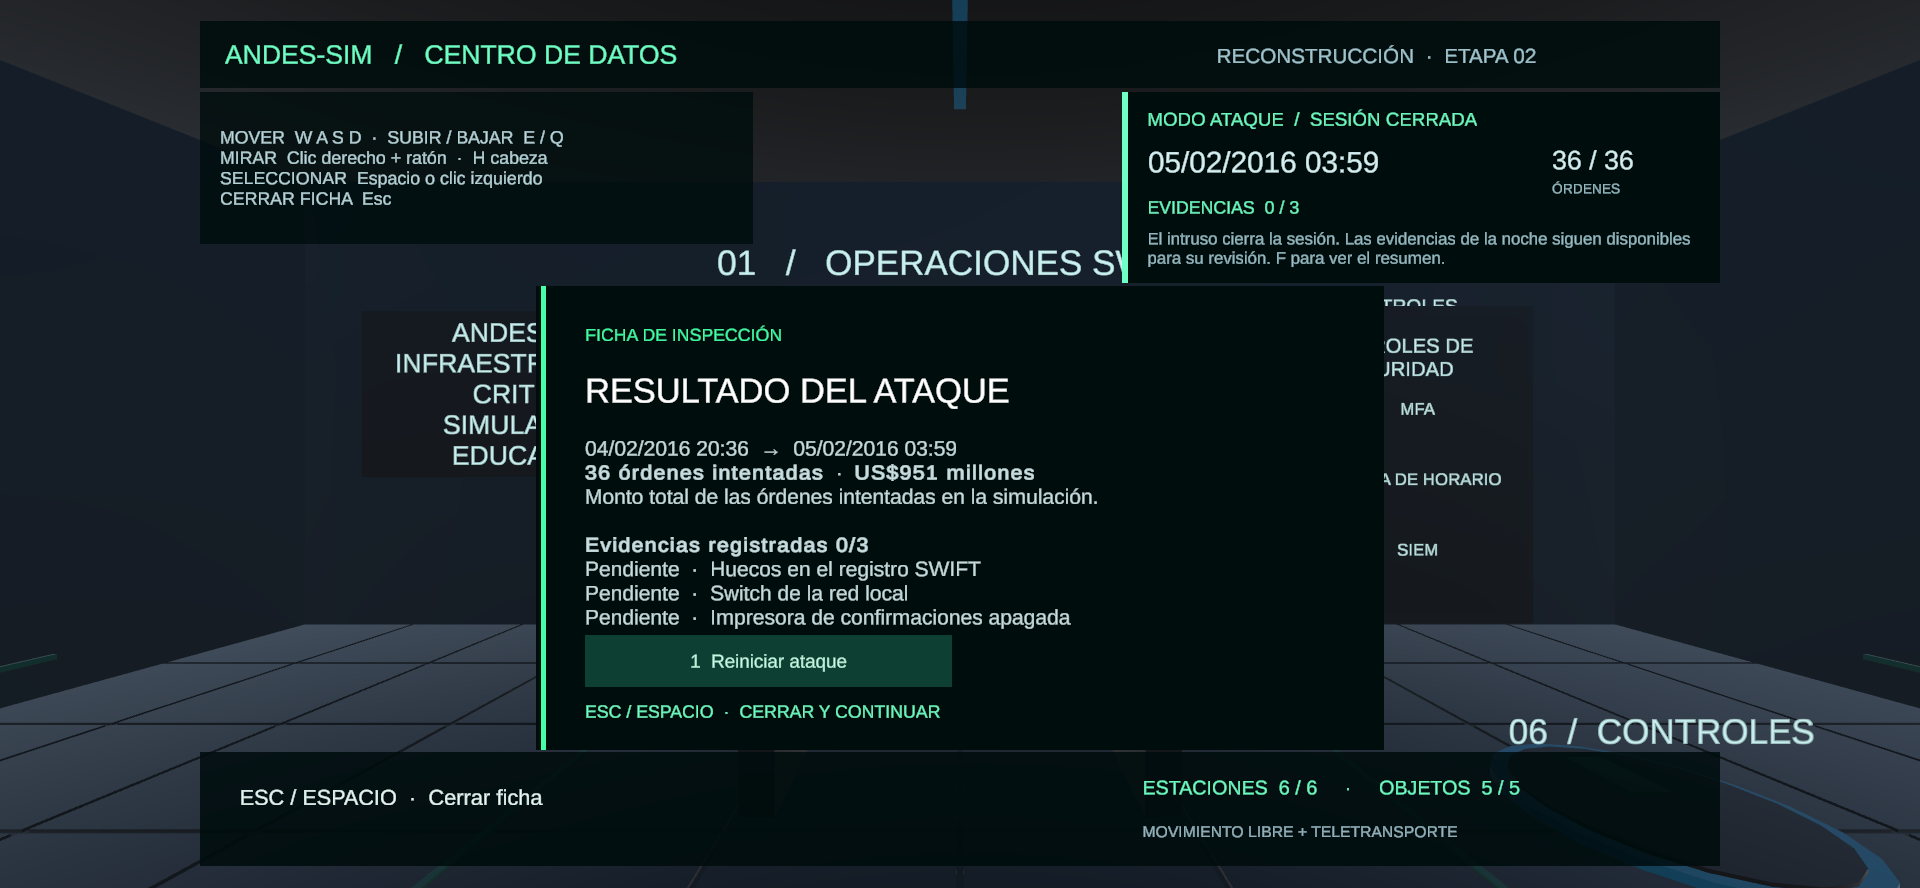 ANDES-SIM / CENTRO DE DATOS
RECONSTRUCCIÓN · ETAPA 02
MOVER W A S D · SUBIR / BAJAR E / Q
MIRAR Clic derecho + ratón · H cabeza
SELECCIONAR Espacio o clic izquierdo
CERRAR FICHA Esc
MODO ATAQUE / SESIÓN CERRADA
05/02/2016 03:59
36 / 36
ÓRDENES
EVIDENCIAS 0 / 3
El intruso cierra la sesión. Las evidencias de la noche siguen disponibles
para su revisión. F para ver el resumen.
01 / OPERACIONES
ANDES
FICHA DE INSPECCIÓN
RESULTADO DEL ATAQUE
04/02/2016 20:36 → 05/02/2016 03:59
36 órdenes intentadas · US$951 millones
Monto total de las órdenes intentadas en la simulación.
Evidencias registradas 0/3
Pendiente · Huecos en el registro SWIFT
Pendiente · Switch de la red local
Pendiente · Impresora de confirmaciones apagada
1 Reiniciar ataque
ESC / ESPACIO · CERRAR Y CONTINUAR
DE
MFA
DE HORARIO
SIEM
06 / CONTROLES
ESC / ESPACIO · Cerrar ficha
ESTACIONES 6 / 6 · OBJETOS 5 / 5
MOVIMIENTO LIBRE + TELETRANSPORTE